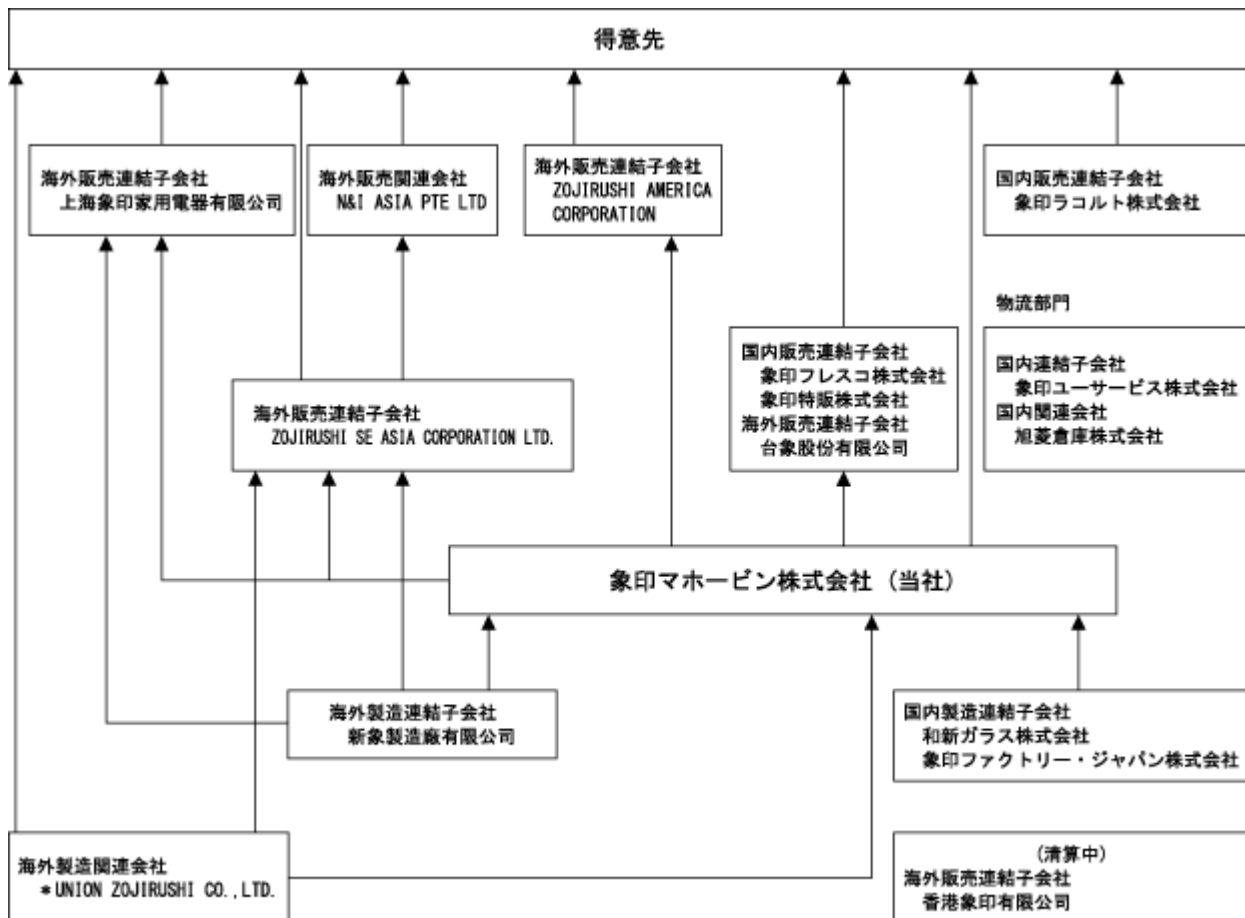 得意先
海外販売連結子会社
上海象印家用電器有限公司
海外販売関連会社
N&I ASIA PTE LTD
海外販売連結子会社
ZOJIRUSHI AMERICA
CORPORATION
国内販売連結子会社
象印ラコルト株式会社
物流部門
国内連結子会社
象印ユーサービス株式会社
国内関連会社
旭菱倉庫株式会社
国内販売連結子会社
象印フレスコ株式会社
象印特販株式会社
海外販売連結子会社
台象股份有限公司
海外販売連結子会社
ZOJIRUSHI SE ASIA CORPORATION LTD.
象印マホービン株式会社（当社）
海外製造連結子会社
新象製造廠有限公司
国内製造連結子会社
和新ガラス株式会社
象印ファクトリー・ジャパン株式会社
海外製造関連会社
＊UNION ZOJIRUSHI CO.,LTD.
(清算中)
海外販売連結子会社
香港象印有限公司